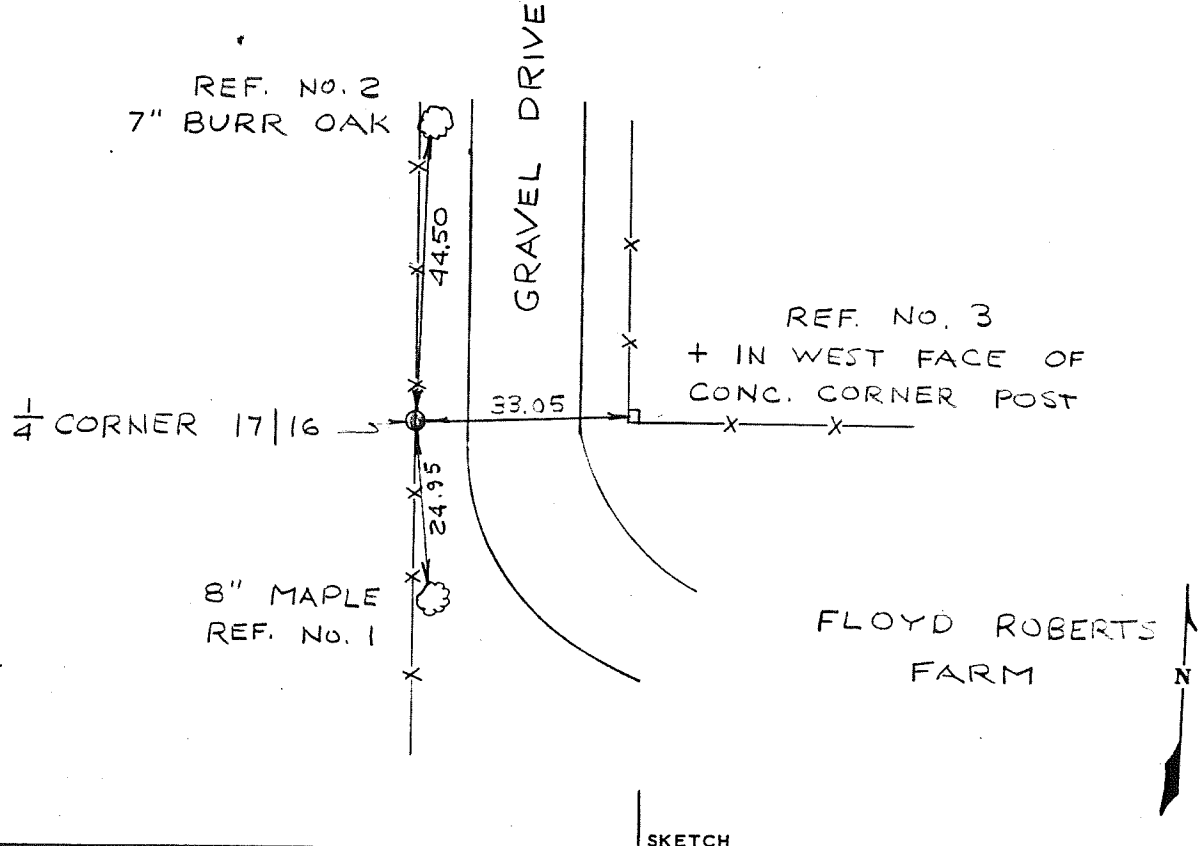 GRAVEL DRIVE
REF. NO. 2
7" BURR OAK
44.50
REF. NO. 3
+ IN WEST FACE OF
CONC. CORNER POST
33.05
1/4 CORNER 17|16
24.95
8" MAPLE
REF. NO. 1
FLOYD ROBERTS
FARM
N
SKETCH